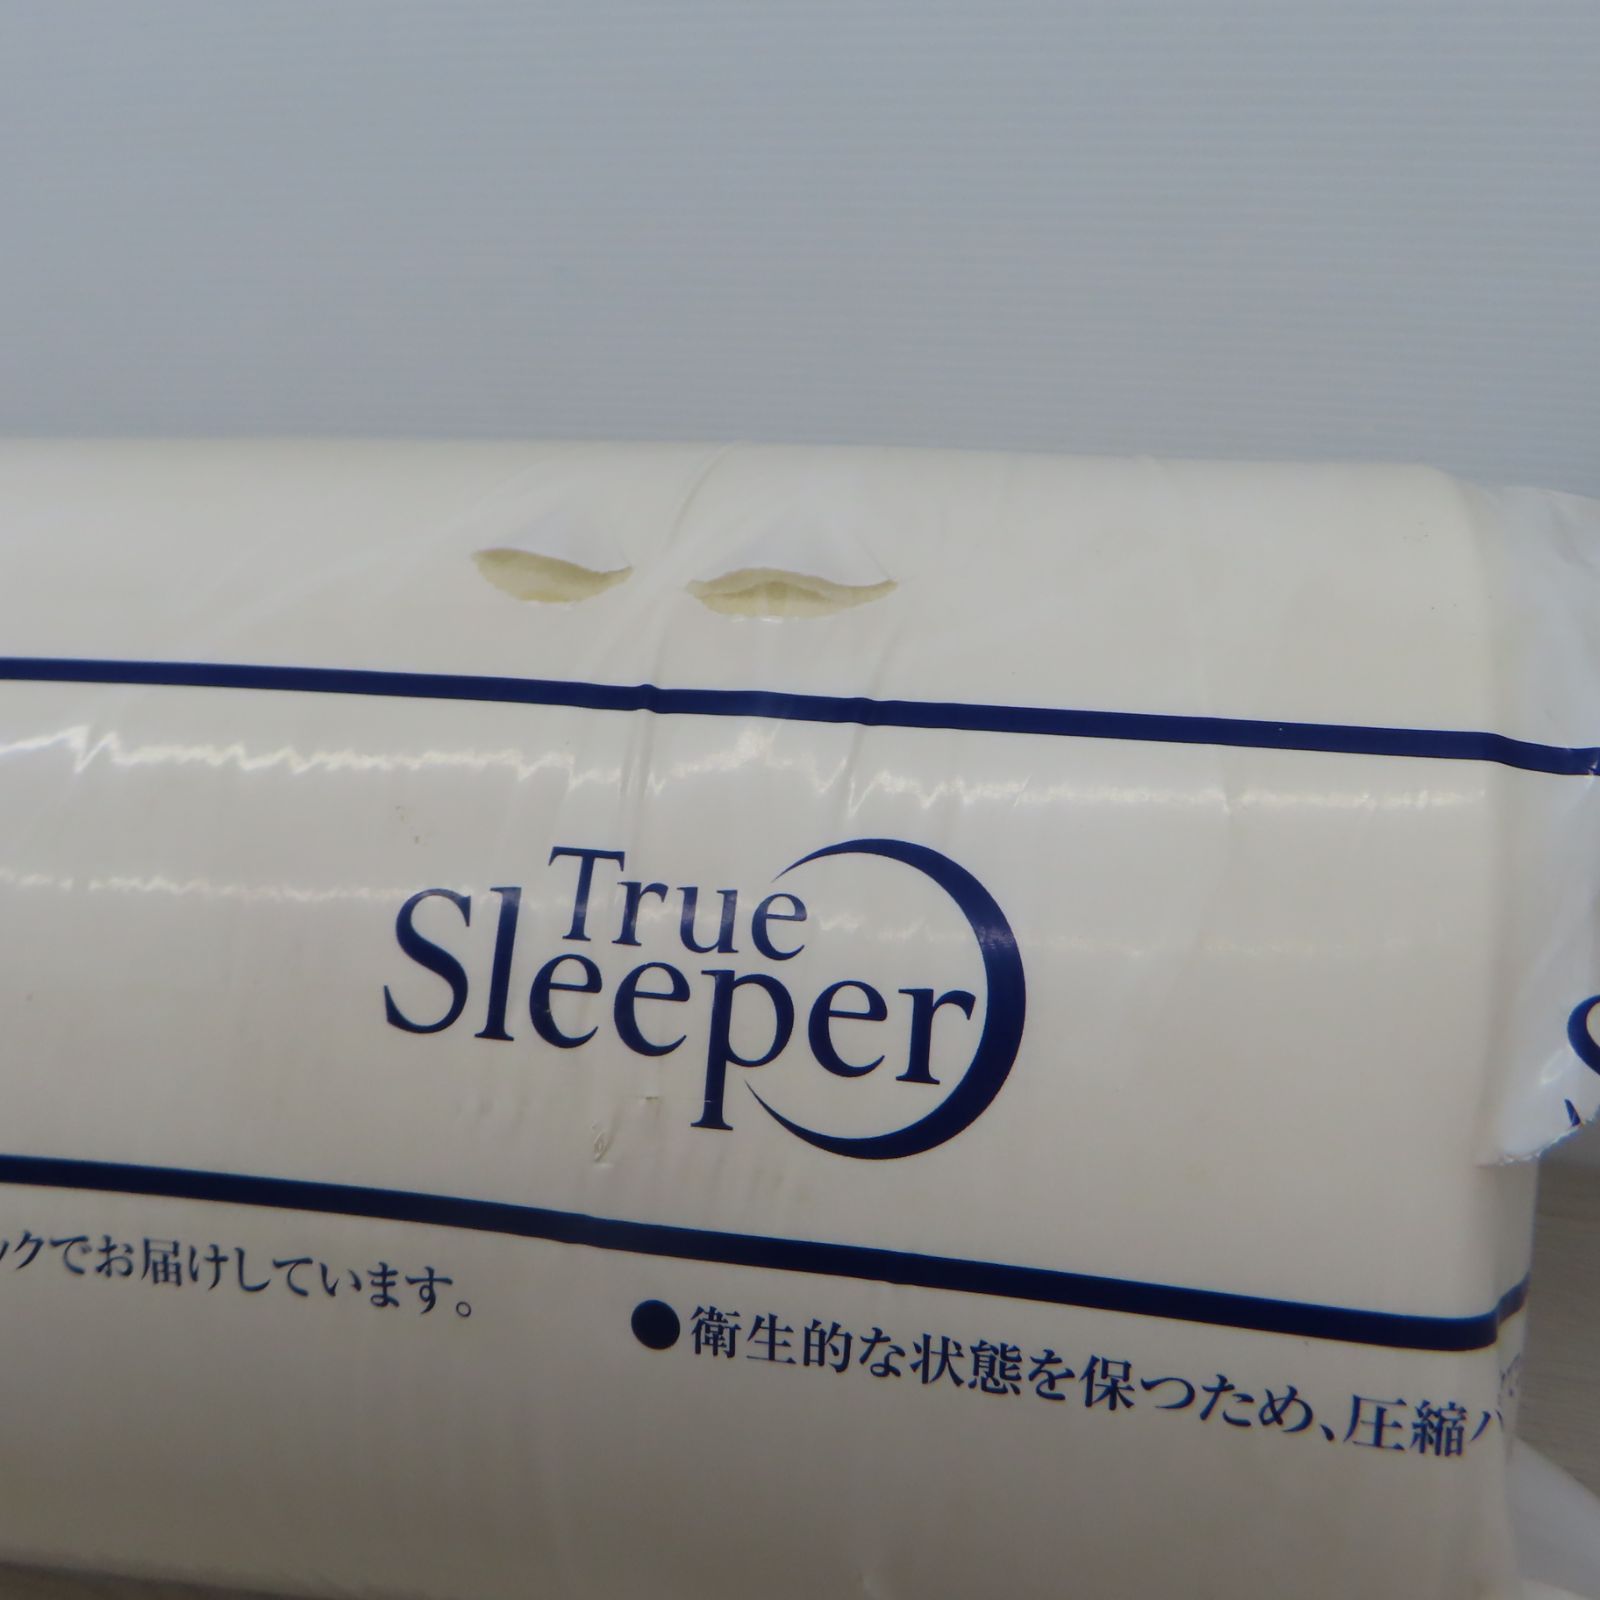 True
Sleeper
ックでお届けしています。
●衛生的な状態を保つため、圧縮パ